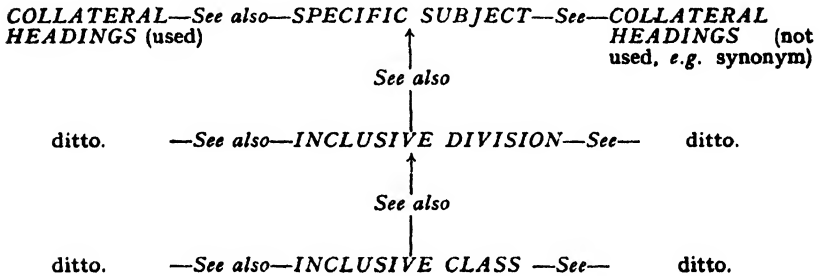 COLLATERAL—See also—SPECIFIC SUBJECT—See—COLLATERAL
HEADINGS (used) HEADINGS (not
used, e.g. synonym)
See also
ditto. —See also—INCLUSIVE DIVISION—See— ditto.
See also
ditto. —See also—INCLUSIVE CLASS —See— ditto.